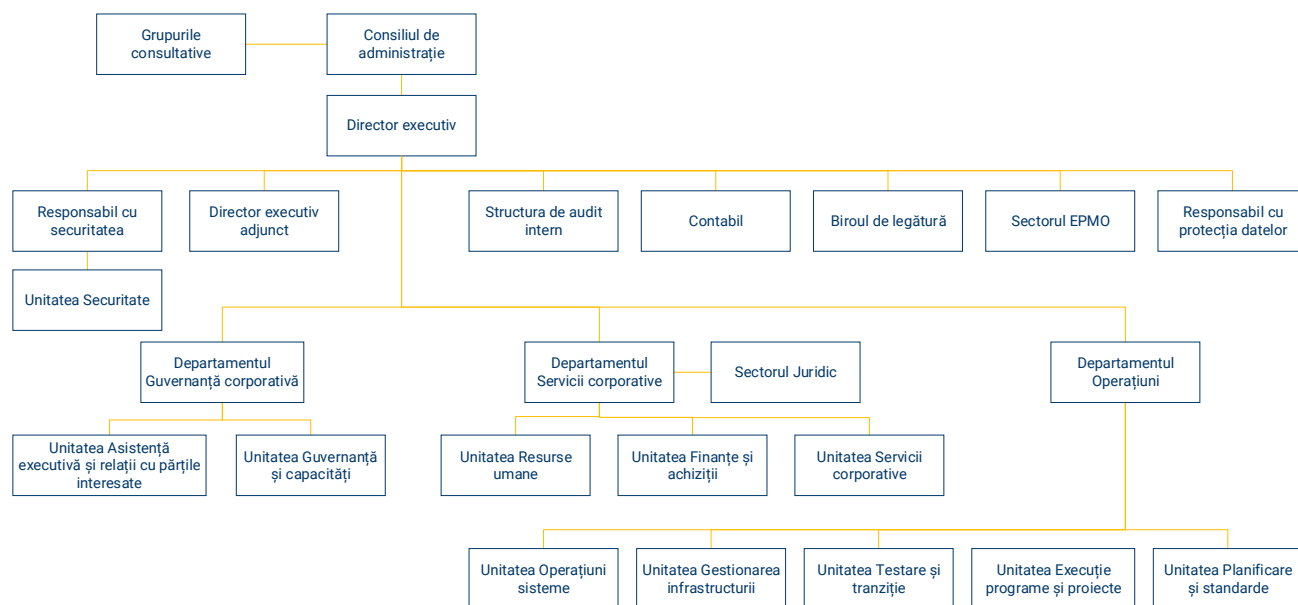 Grupurile
consultative
Consiliul de
administrație
Director executiv
Responsabil cu
securitatea
Director executiv
adjunct
Structura de audit
intern
Contabil
Biroul de legătură
Sectorul EPMO
Responsabil cu
protecția datelor
Unitatea Securitate
Departamentul
Guvernanță corporativă
Departamentul
Servicii corporative
Sectorul Juridic
Departamentul
Operațiuni
Unitatea Asistență
executivă și relații cu părțile
interesate
Unitatea Guvernanță
și capacități
Unitatea Resurse
umane
Unitatea Finanțe și
achiziții
Unitatea Servicii
corporative
Unitatea Operațiuni
sisteme
Unitatea Gestionarea
infrastructurii
Unitatea Testare și
tranziție
Unitatea Execuție
programe și proiecte
Unitatea Planificare
și standarde